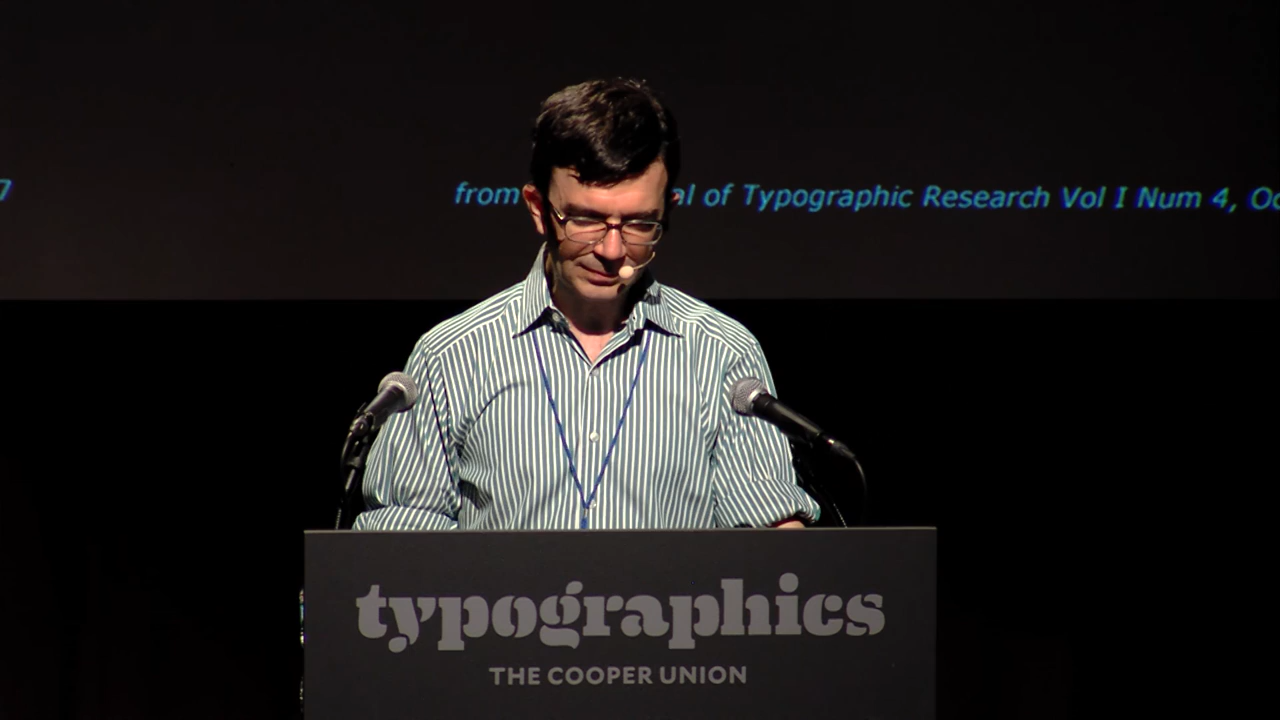 7
from al of Typographic Research Vol I Num 4, Oc
typographics
THE COOPER UNION